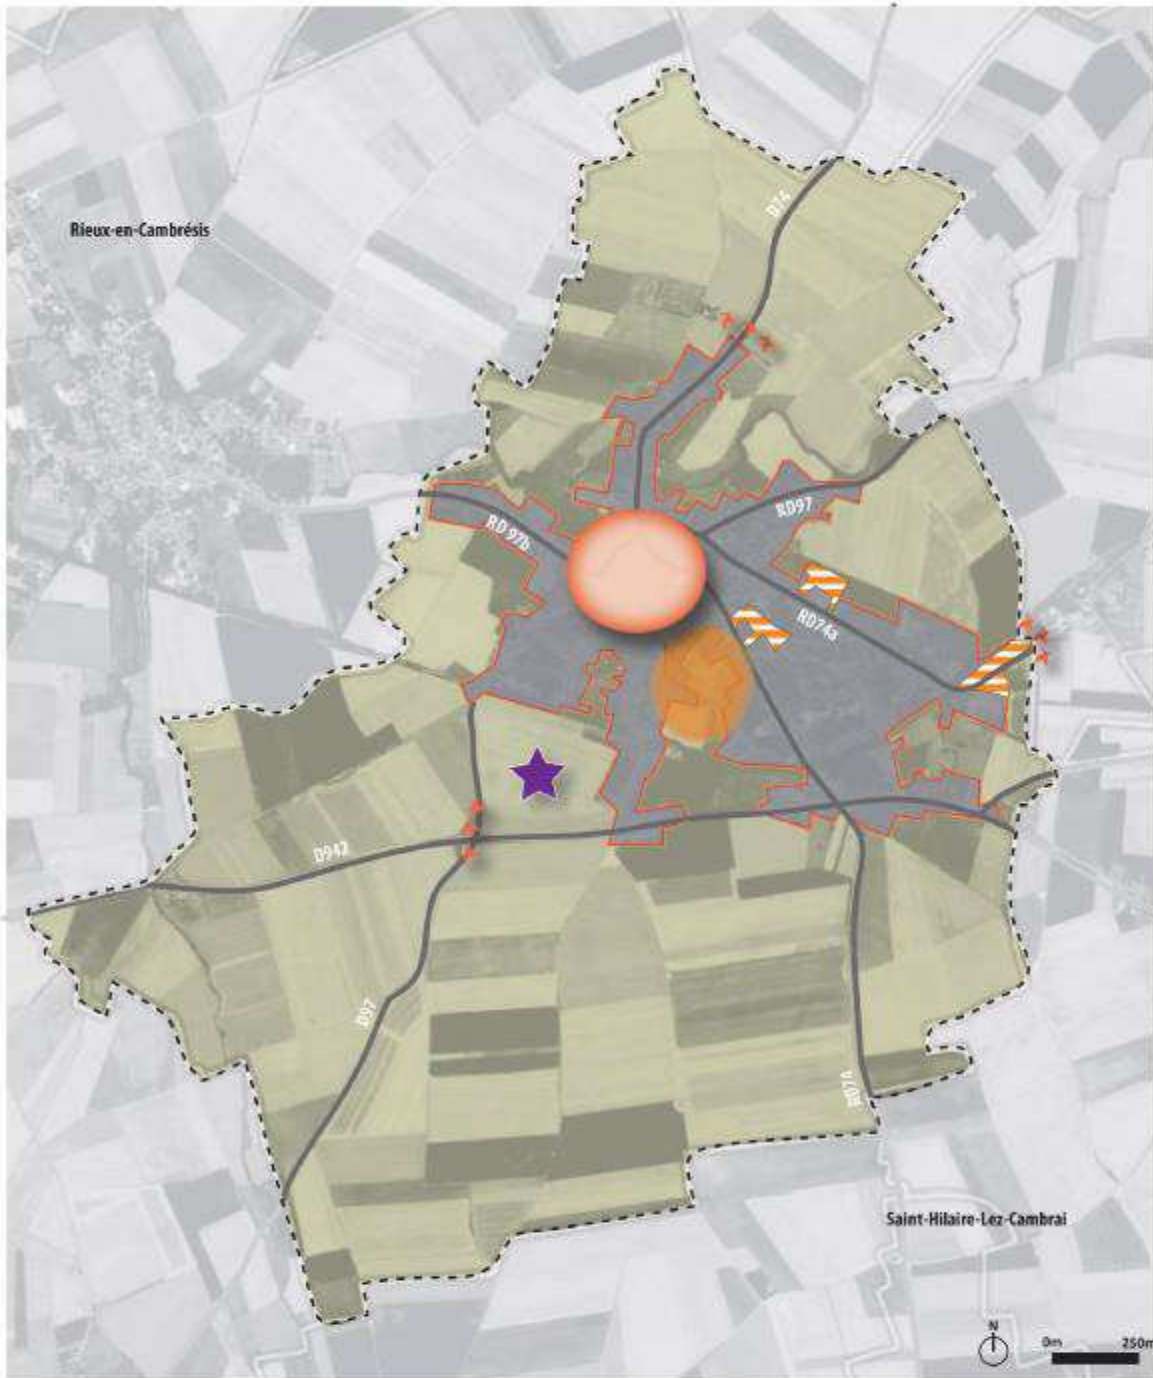 D74
Rieux-en-Cambrésis
RD97
RD 97b
RD74a
D942
D97
RD74
Saint-Hilaire-Lez-Cambrai
N
0m 250m